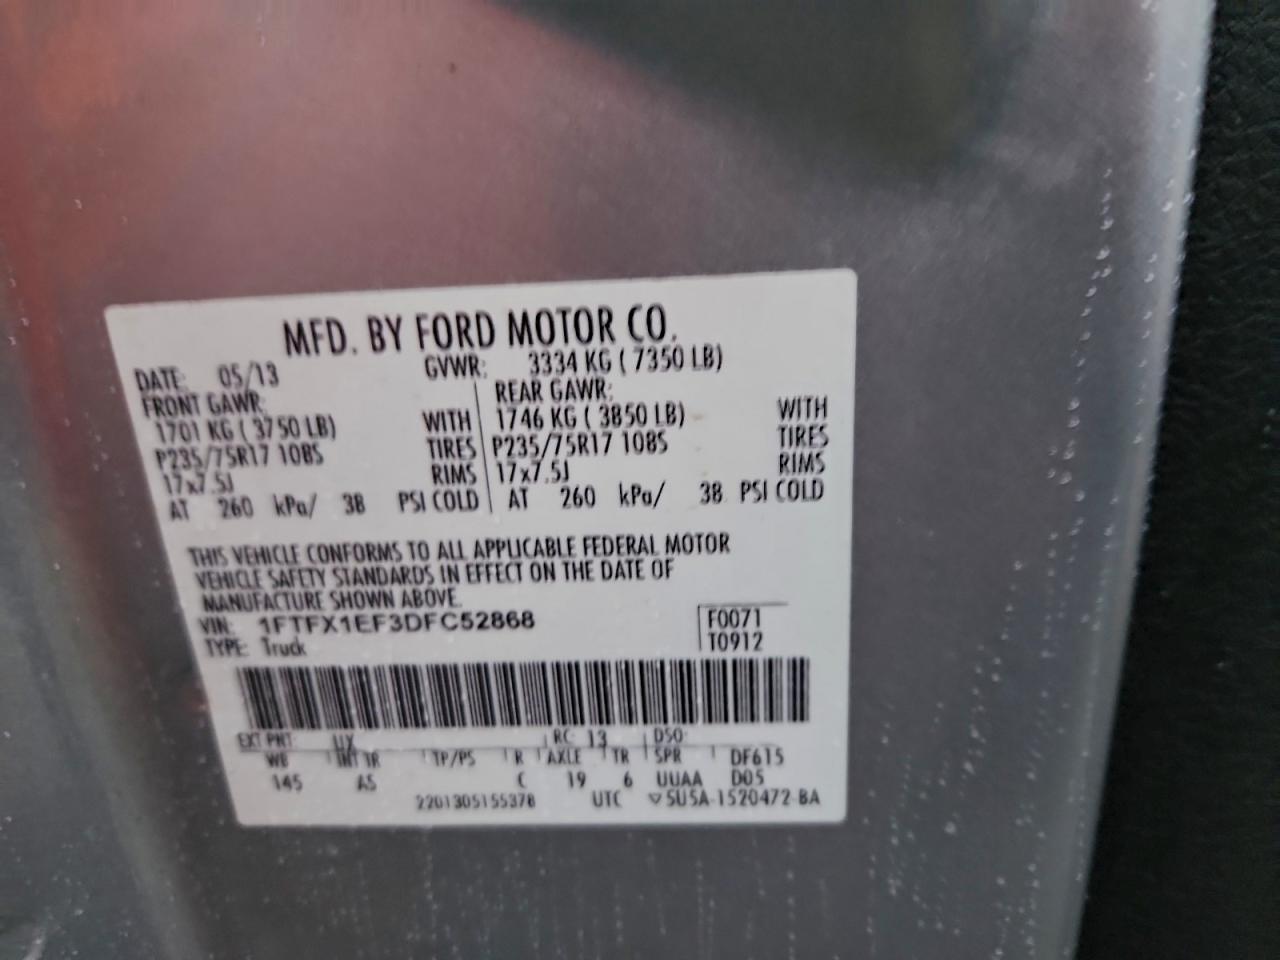 MFD. BY FORD MOTOR CO.
DATE: 05/13 GVWR: 3334 KG ( 7350 LB)
FRONT GAWR: REAR GAWR:
1701 KG ( 3750 LB) WITH 1746 KG ( 3850 LB) WITH
P235/75R17 108S TIRES P235/75R17 108S TIRES
17x7.5J RIMS 17x7.5J RIMS
AT 260 kPa/ 38 PSI COLD AT 260 kPa/ 38 PSI COLD
THIS VEHICLE CONFORMS TO ALL APPLICABLE FEDERAL MOTOR
VEHICLE SAFETY STANDARDS IN EFFECT ON THE DATE OF
MANUFACTURE SHOWN ABOVE.
VIN: 1FTFX1EF3DFC52868 F0071
TYPE: Truck T0912
EXT PNT: UX RC: 13 DSO:
WB INT TR TP/PS R AXLE TR SPR DF615
145 AS C 19 6 UUAA D05
2201305155378 UTC ▽5U5A-1520472-BA